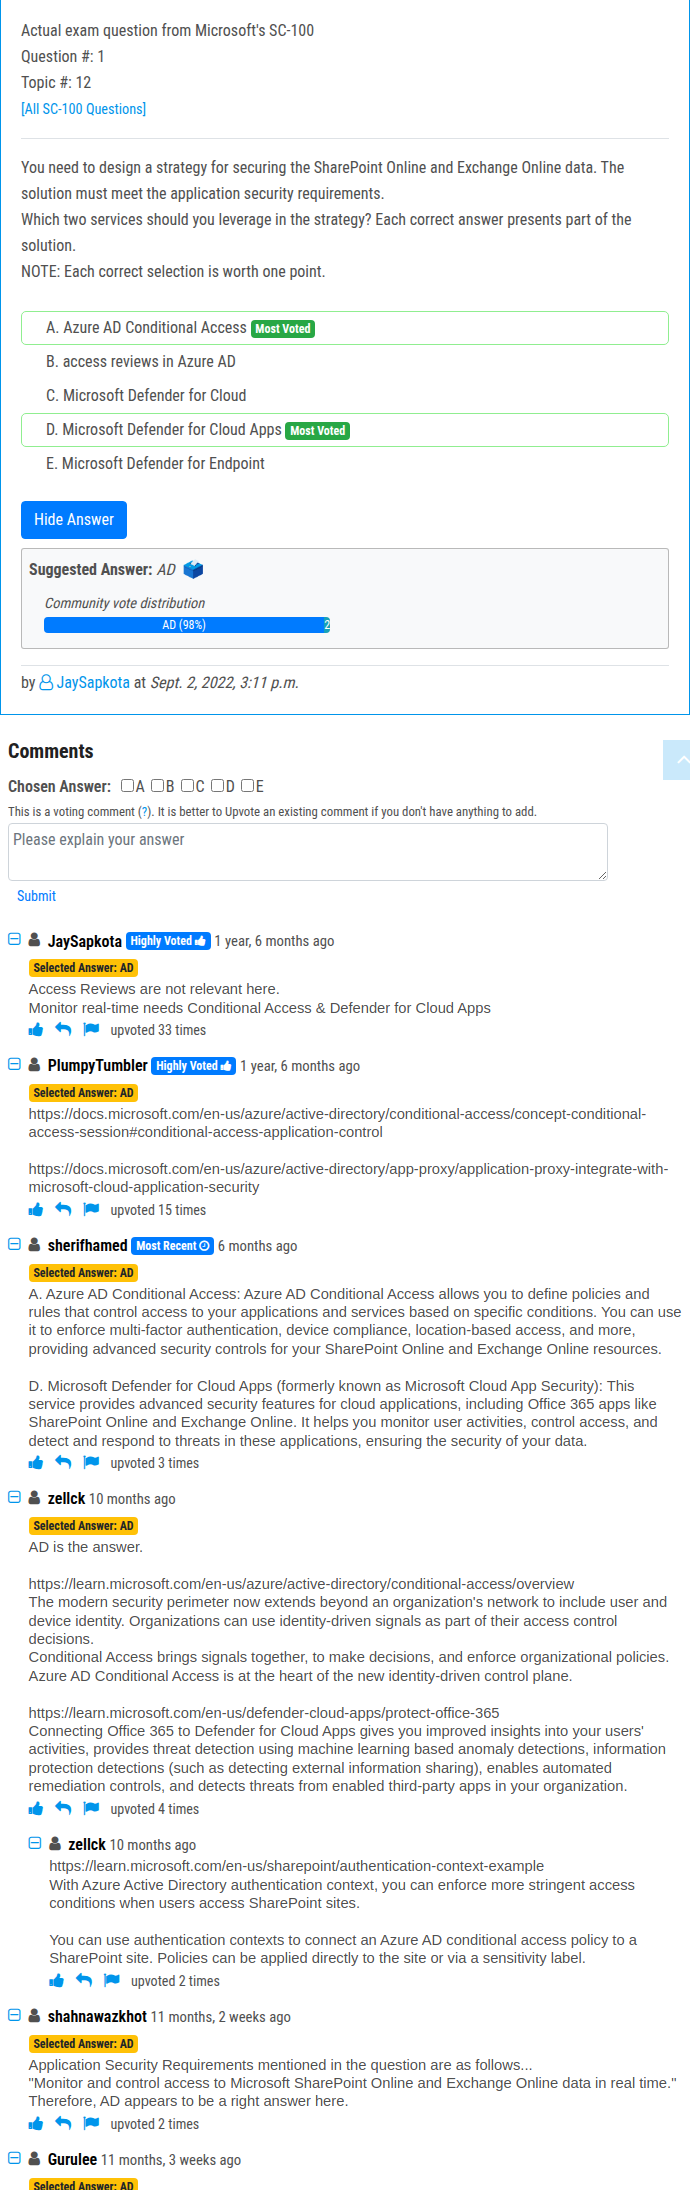 Actual exam question from Microsoft's SC-100
Question #: 1
Topic #: 12
[All SC-100 Questions]
You need to design a strategy for securing the SharePoint Online and Exchange Online data. The
solution must meet the application security requirements.
Which two services should you leverage in the strategy? Each correct answer presents part of the
solution.
NOTE: Each correct selection is worth one point.
A. Azure AD Conditional Access Most Voted
B. access reviews in Azure AD
C. Microsoft Defender for Cloud
D. Microsoft Defender for Cloud Apps Most Voted
E. Microsoft Defender for Endpoint
Hide Answer
Suggested Answer: AD
Community vote distribution
AD (98%) 2
by JaySapkota at Sept. 2, 2022, 3:11 p.m.
Comments
Chosen Answer: A B C D E
This is a voting comment (?). It is better to Upvote an existing comment if you don't have anything to add.
Please explain your answer
Submit
JaySapkota Highly Voted 1 year, 6 months ago
Selected Answer: AD
Access Reviews are not relevant here.
Monitor real-time needs Conditional Access & Defender for Cloud Apps
upvoted 33 times
PlumpyTumbler Highly Voted 1 year, 6 months ago
Selected Answer: AD
https://docs.microsoft.com/en-us/azure/active-directory/conditional-access/concept-conditional-
access-session#conditional-access-application-control
https://docs.microsoft.com/en-us/azure/active-directory/app-proxy/application-proxy-integrate-with-
microsoft-cloud-application-security
upvoted 15 times
sherifhamed Most Recent 6 months ago
Selected Answer: AD
A. Azure AD Conditional Access: Azure AD Conditional Access allows you to define policies and
rules that control access to your applications and services based on specific conditions. You can use
it to enforce multi-factor authentication, device compliance, location-based access, and more,
providing advanced security controls for your SharePoint Online and Exchange Online resources.
D. Microsoft Defender for Cloud Apps (formerly known as Microsoft Cloud App Security): This
service provides advanced security features for cloud applications, including Office 365 apps like
SharePoint Online and Exchange Online. It helps you monitor user activities, control access, and
detect and respond to threats in these applications, ensuring the security of your data.
upvoted 3 times
zellck 10 months ago
Selected Answer: AD
AD is the answer.
https://learn.microsoft.com/en-us/azure/active-directory/conditional-access/overview
The modern security perimeter now extends beyond an organization's network to include user and
device identity. Organizations can use identity-driven signals as part of their access control
decisions.
Conditional Access brings signals together, to make decisions, and enforce organizational policies.
Azure AD Conditional Access is at the heart of the new identity-driven control plane.
https://learn.microsoft.com/en-us/defender-cloud-apps/protect-office-365
Connecting Office 365 to Defender for Cloud Apps gives you improved insights into your users'
activities, provides threat detection using machine learning based anomaly detections, information
protection detections (such as detecting external information sharing), enables automated
remediation controls, and detects threats from enabled third-party apps in your organization.
upvoted 4 times
zellck 10 months ago
https://learn.microsoft.com/en-us/sharepoint/authentication-context-example
With Azure Active Directory authentication context, you can enforce more stringent access
conditions when users access SharePoint sites.
You can use authentication contexts to connect an Azure AD conditional access policy to a
SharePoint site. Policies can be applied directly to the site or via a sensitivity label.
upvoted 2 times
shahnawazkhot 11 months, 2 weeks ago
Selected Answer: AD
Application Security Requirements mentioned in the question are as follows...
"Monitor and control access to Microsoft SharePoint Online and Exchange Online data in real time."
Therefore, AD appears to be a right answer here.
upvoted 2 times
Gurulee 11 months, 3 weeks ago
Selected Answer: AD